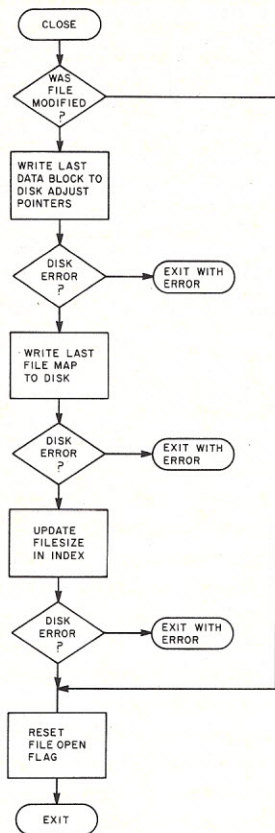 CLOSE
WAS
FILE
MODIFIED
?
WRITE LAST
DATA BLOCK TO
DISK ADJUST
POINTERS
DISK
ERROR
?
EXIT WITH
ERROR
WRITE LAST
FILE MAP
TO DISK
DISK
ERROR
?
EXIT WITH
ERROR
UPDATE
FILESIZE
IN INDEX
DISK
ERROR
?
EXIT WITH
ERROR
RESET
FILE OPEN
FLAG
EXIT